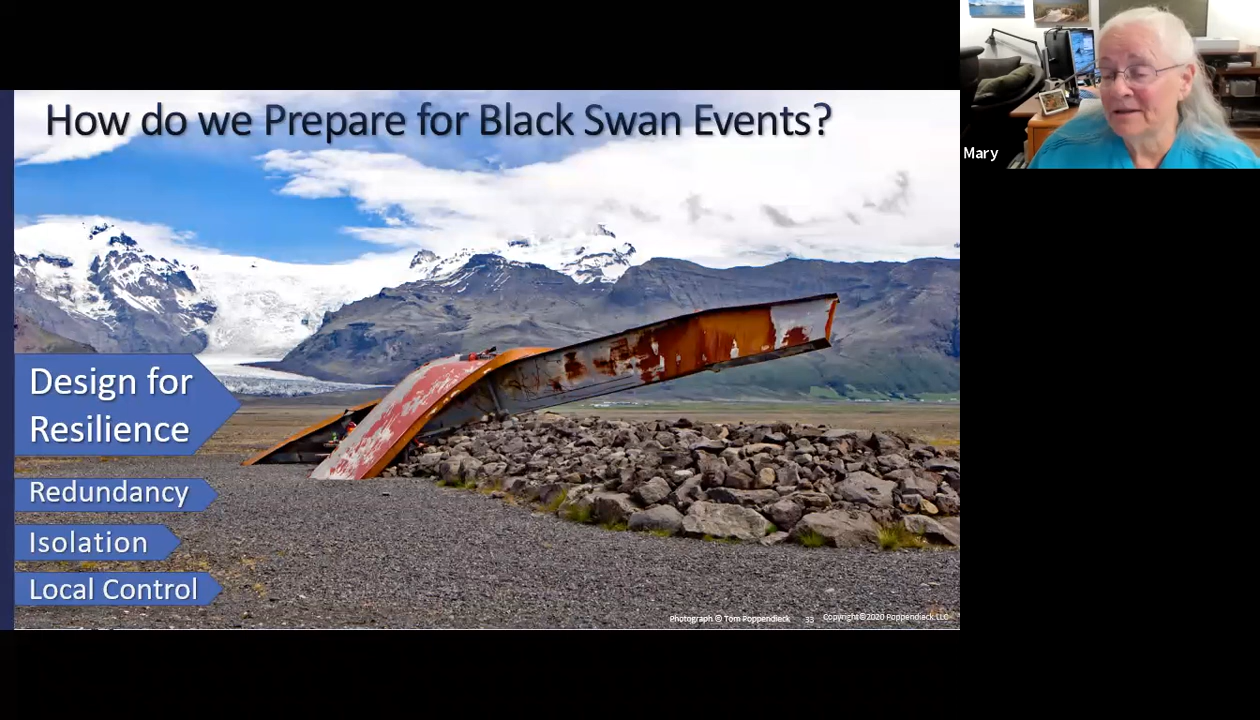 How do we Prepare for Black Swan Events?
Mary
Design for
Resilience
Redundancy
Isolation
Local Control
Photograph © Tom Poppendieck
33
Copyright©2020 Poppendieck.LLC